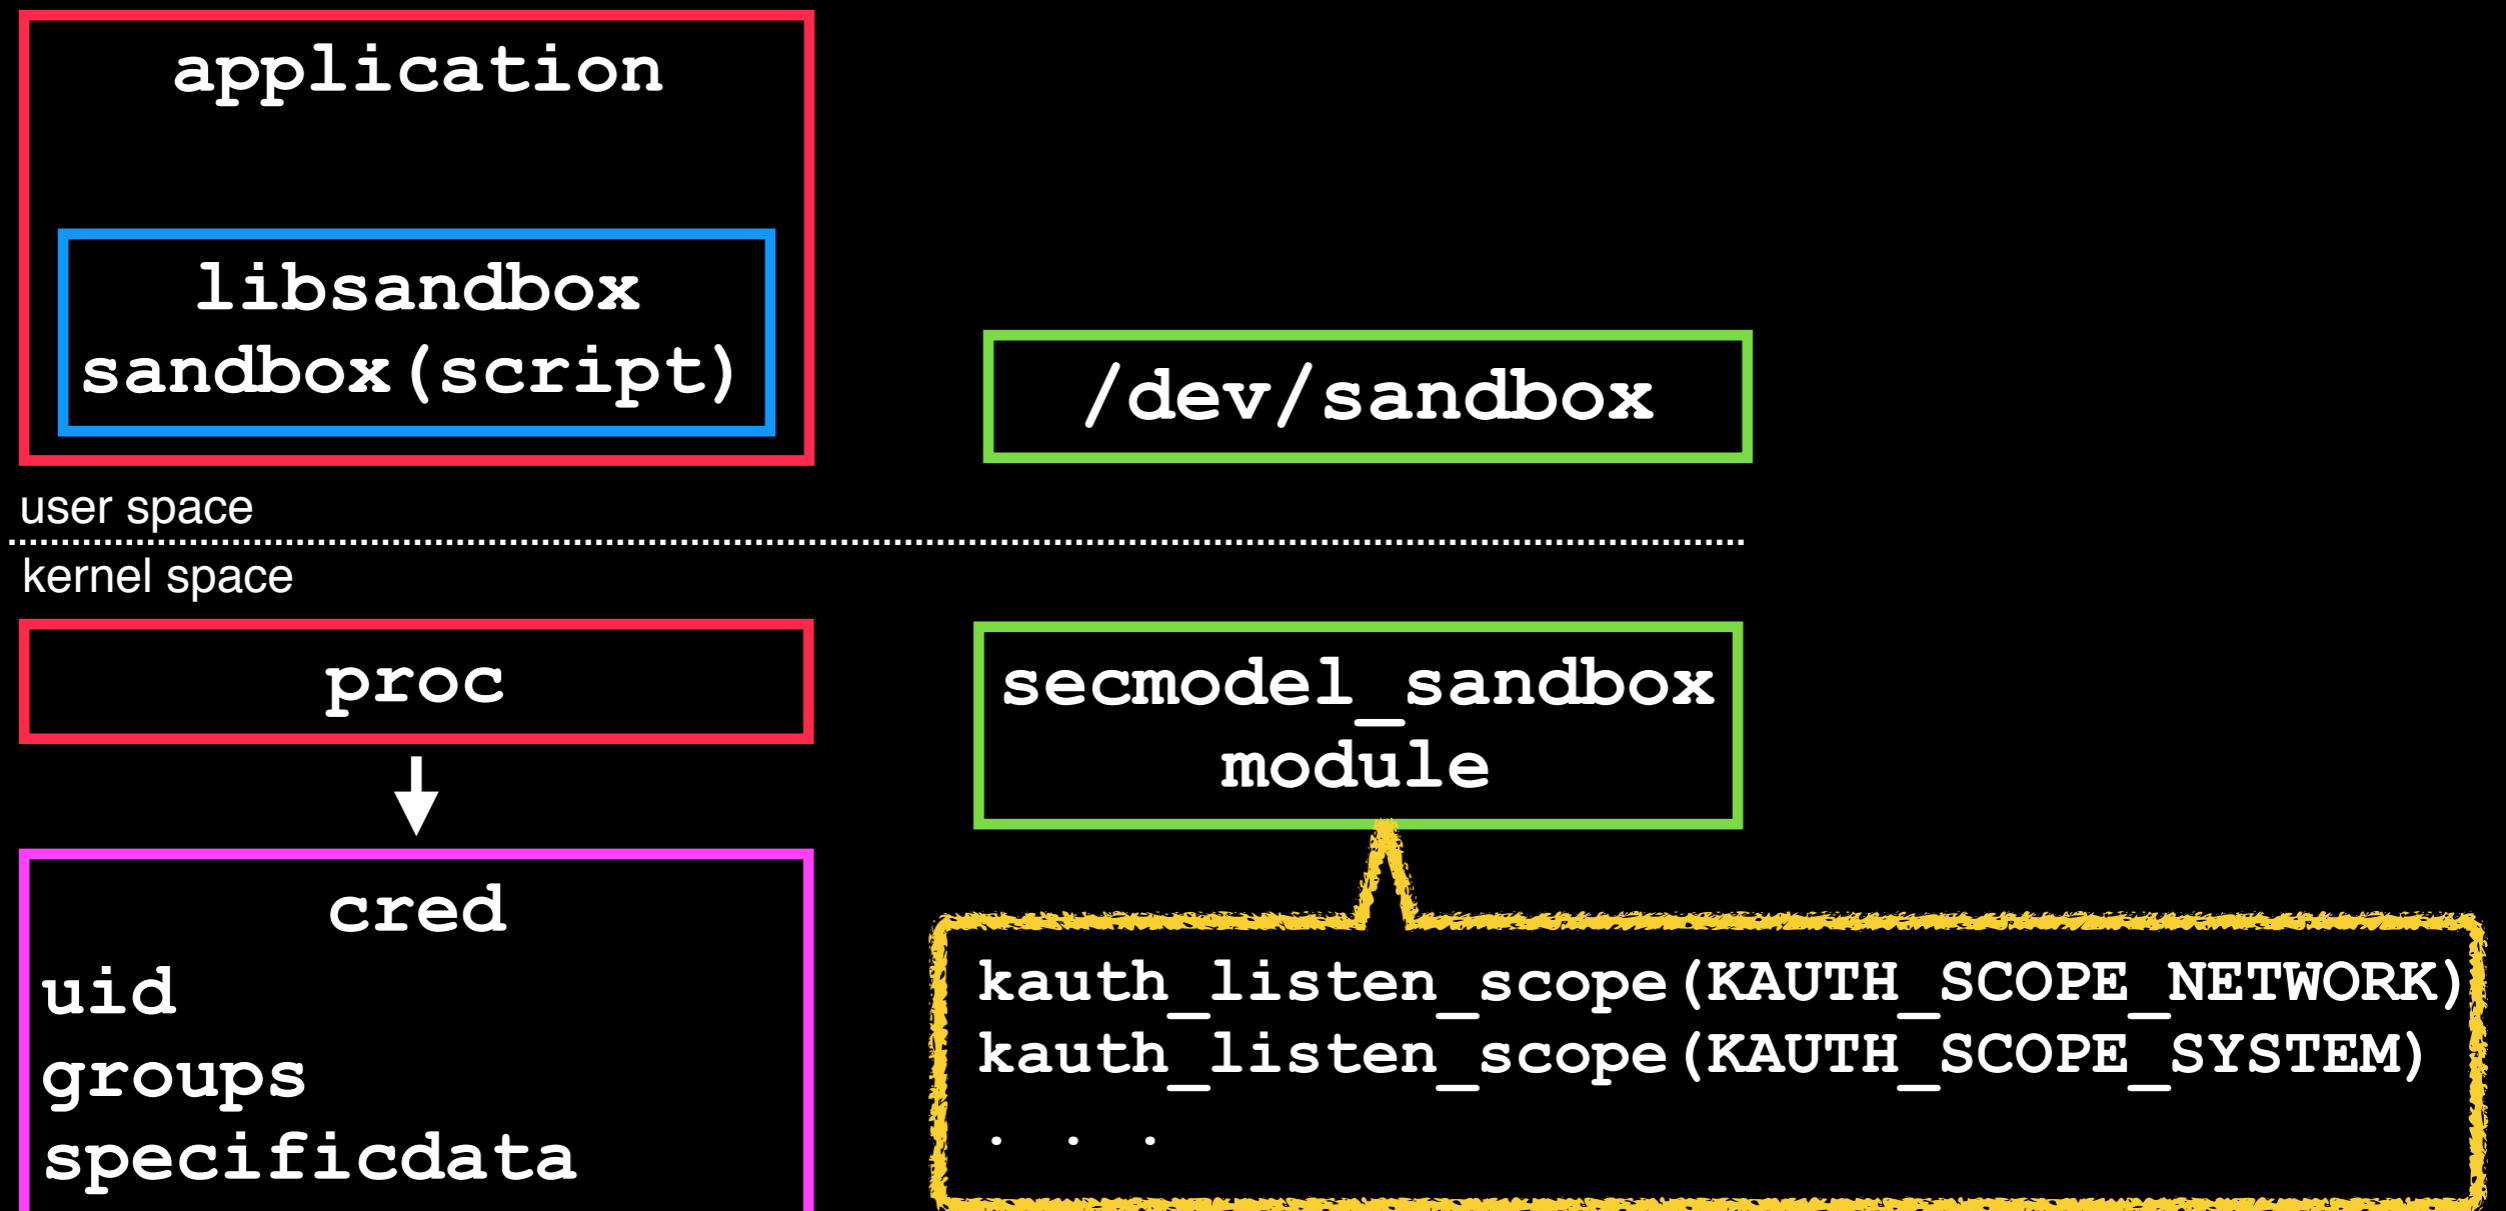 application
libsandbox
sandbox(script)
/dev/sandbox
user space
kernel space
proc
secmodel_sandbox
module
cred
uid
groups
specificdata
kauth_listen_scope(KAUTH_SCOPE_NETWORK)
kauth_listen_scope(KAUTH_SCOPE_SYSTEM)
. . .